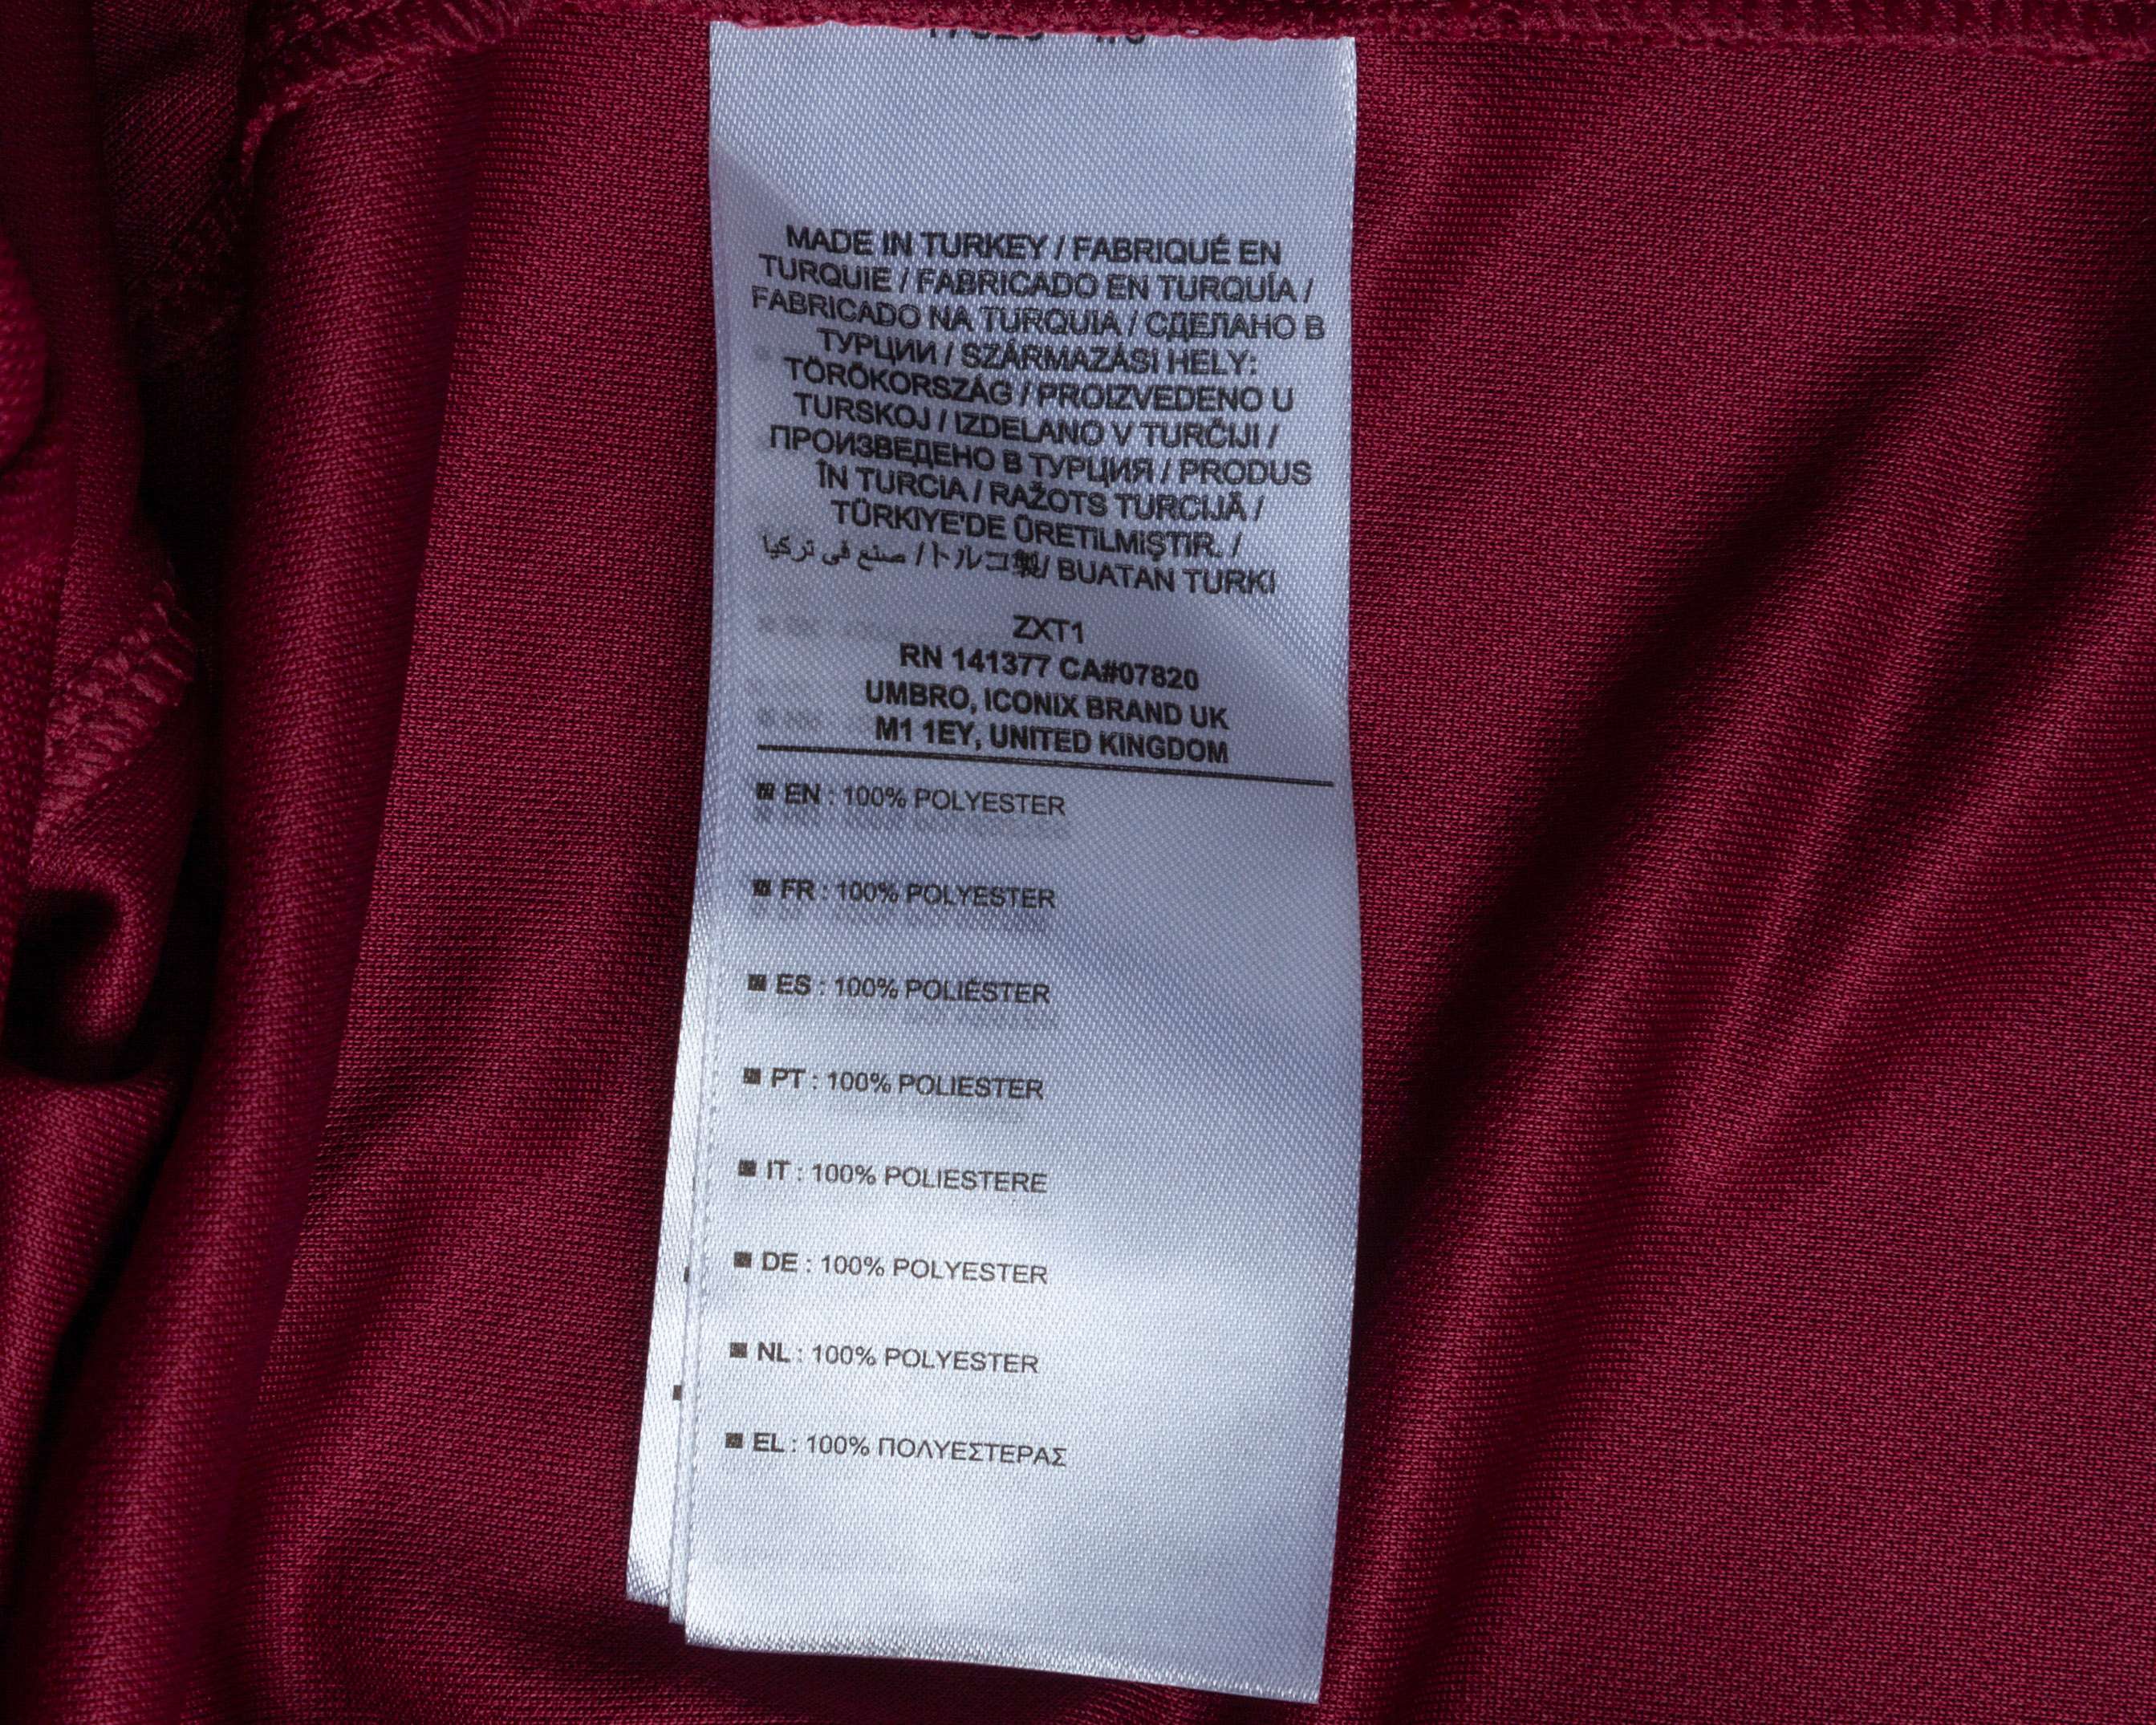 MADE IN TURKEY / FABRIQUÉ EN
TURQUIE / FABRICADO EN TURQUÍA /
FABRICADO NA TURQUIA / СДЕЛАНО В
ТУРЦИИ / SZÁRMAZÁSI HELY:
TÖRÖKORSZÁG / PROIZVEDENO U
TURSKOJ / IZDELANO V TURČIJI /
ПРОИЗВЕДЕНО В ТУРЦИЯ / PRODUS
ÎN TURCIA / RAŽOTS TURCIJĀ /
TÜRKIYE'DE ÜRETİLMİŞTIR. /
صنع في تركيا / トルコ製/ BUATAN TURKI
ZXT1
RN 141377 CA#07820
UMBRO, ICONIX BRAND UK
M1 1EY, UNITED KINGDOM
EN : 100% POLYESTER
FR : 100% POLYESTER
ES : 100% POLIÉSTER
PT : 100% POLIESTER
IT : 100% POLIESTERE
DE : 100% POLYESTER
NL : 100% POLYESTER
EL : 100% ΠΟΛΥΕΣΤΕΡΑΣ